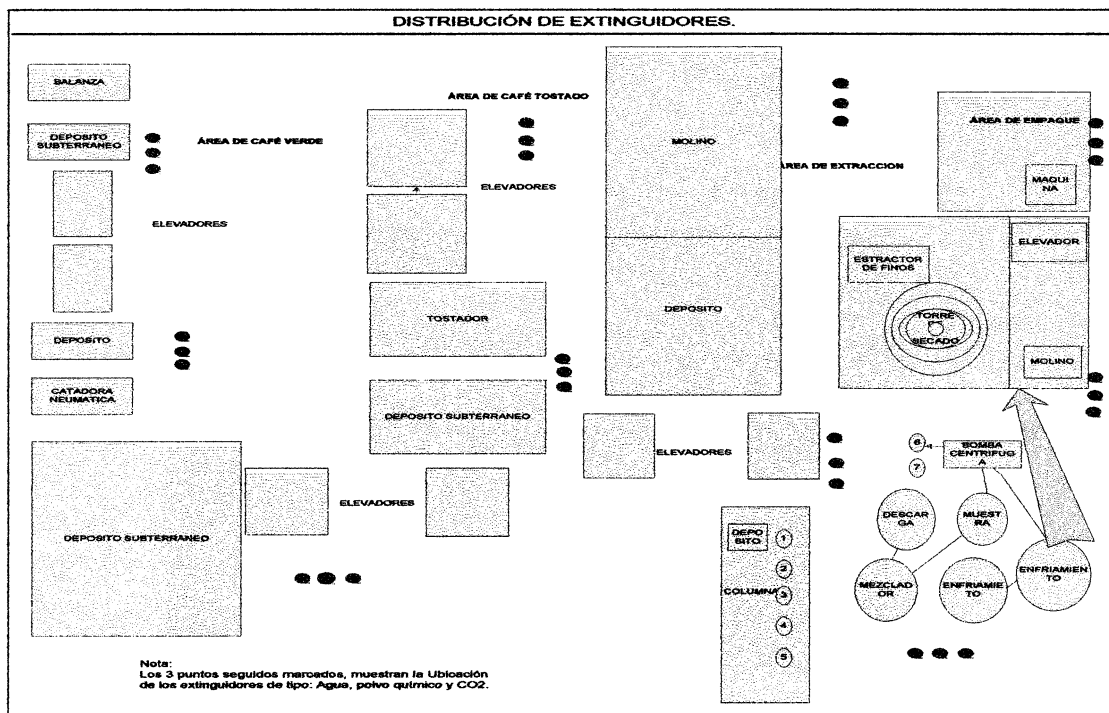 DISTRIBUCIÓN DE EXTINGUIDORES.
BALANZA
DEPOSITO
SUBTERRANEO
ÁREA DE CAFÉ VERDE
ELEVADORES
DEPOSITO
CATADORA
NEUMATICA
DEPOSITO SUBTERRANEO
ELEVADORES
ÁREA DE CAFÉ TOSTADO
ELEVADORES
TOSTADOR
DEPOSITO SUBTERRANEO
MOLINO
DEPOSITO
ELEVADORES
ÁREA DE EXTRACCION
ÁREA DE EMPAQUE
MAQUI
NA
ELEVADOR
ESTRACTOR
DE FINOS
TORRE
SECADO
MOLINO
6
7
BOMBA
CENTRIFUG
A
DESCAR
GA
MUEST
RA
MEZCLAD
OR
ENFRIAMIE
TO
ENFRIAMIEN
TO
DEPO
SITO
COLUMNA
1
2
3
4
5
Nota:
Los 3 puntos seguidos marcados, muestran la Ubicación
de los extinguidores de tipo: Agua, polvo químico y CO2.